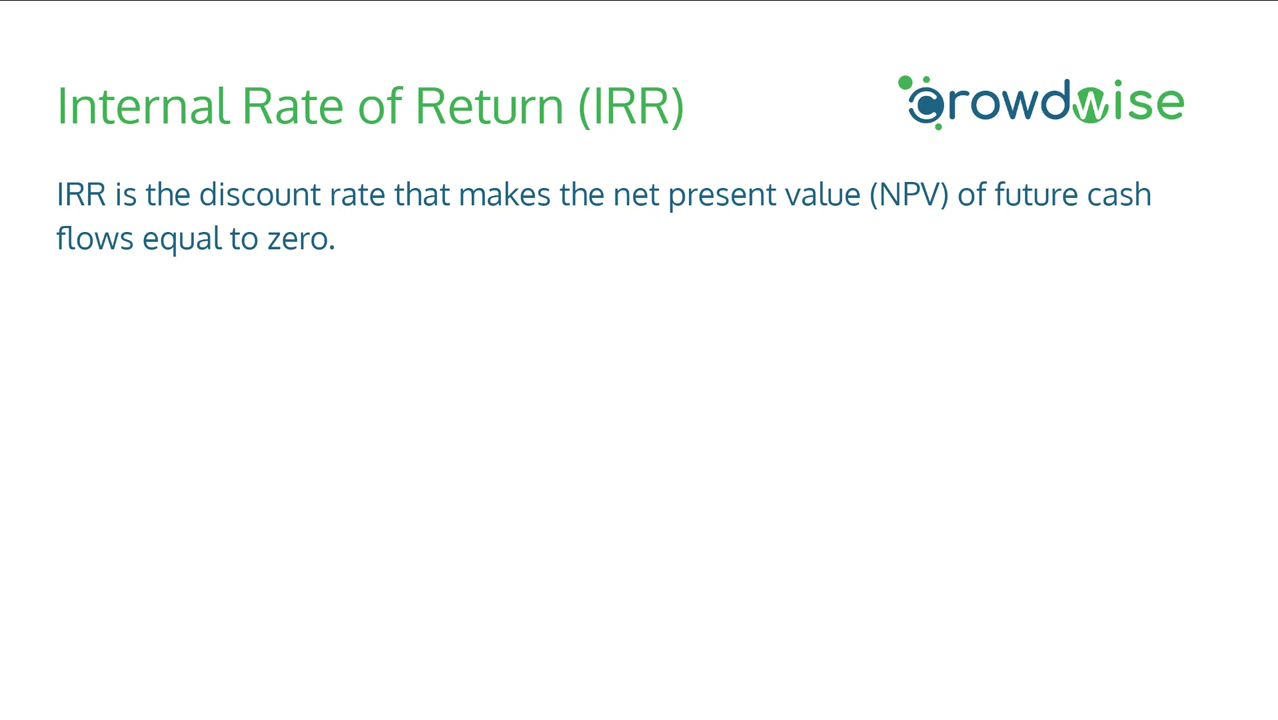 Internal Rate of Return (IRR)
crowdwise
IRR is the discount rate that makes the net present value (NPV) of future cash
flows equal to zero.